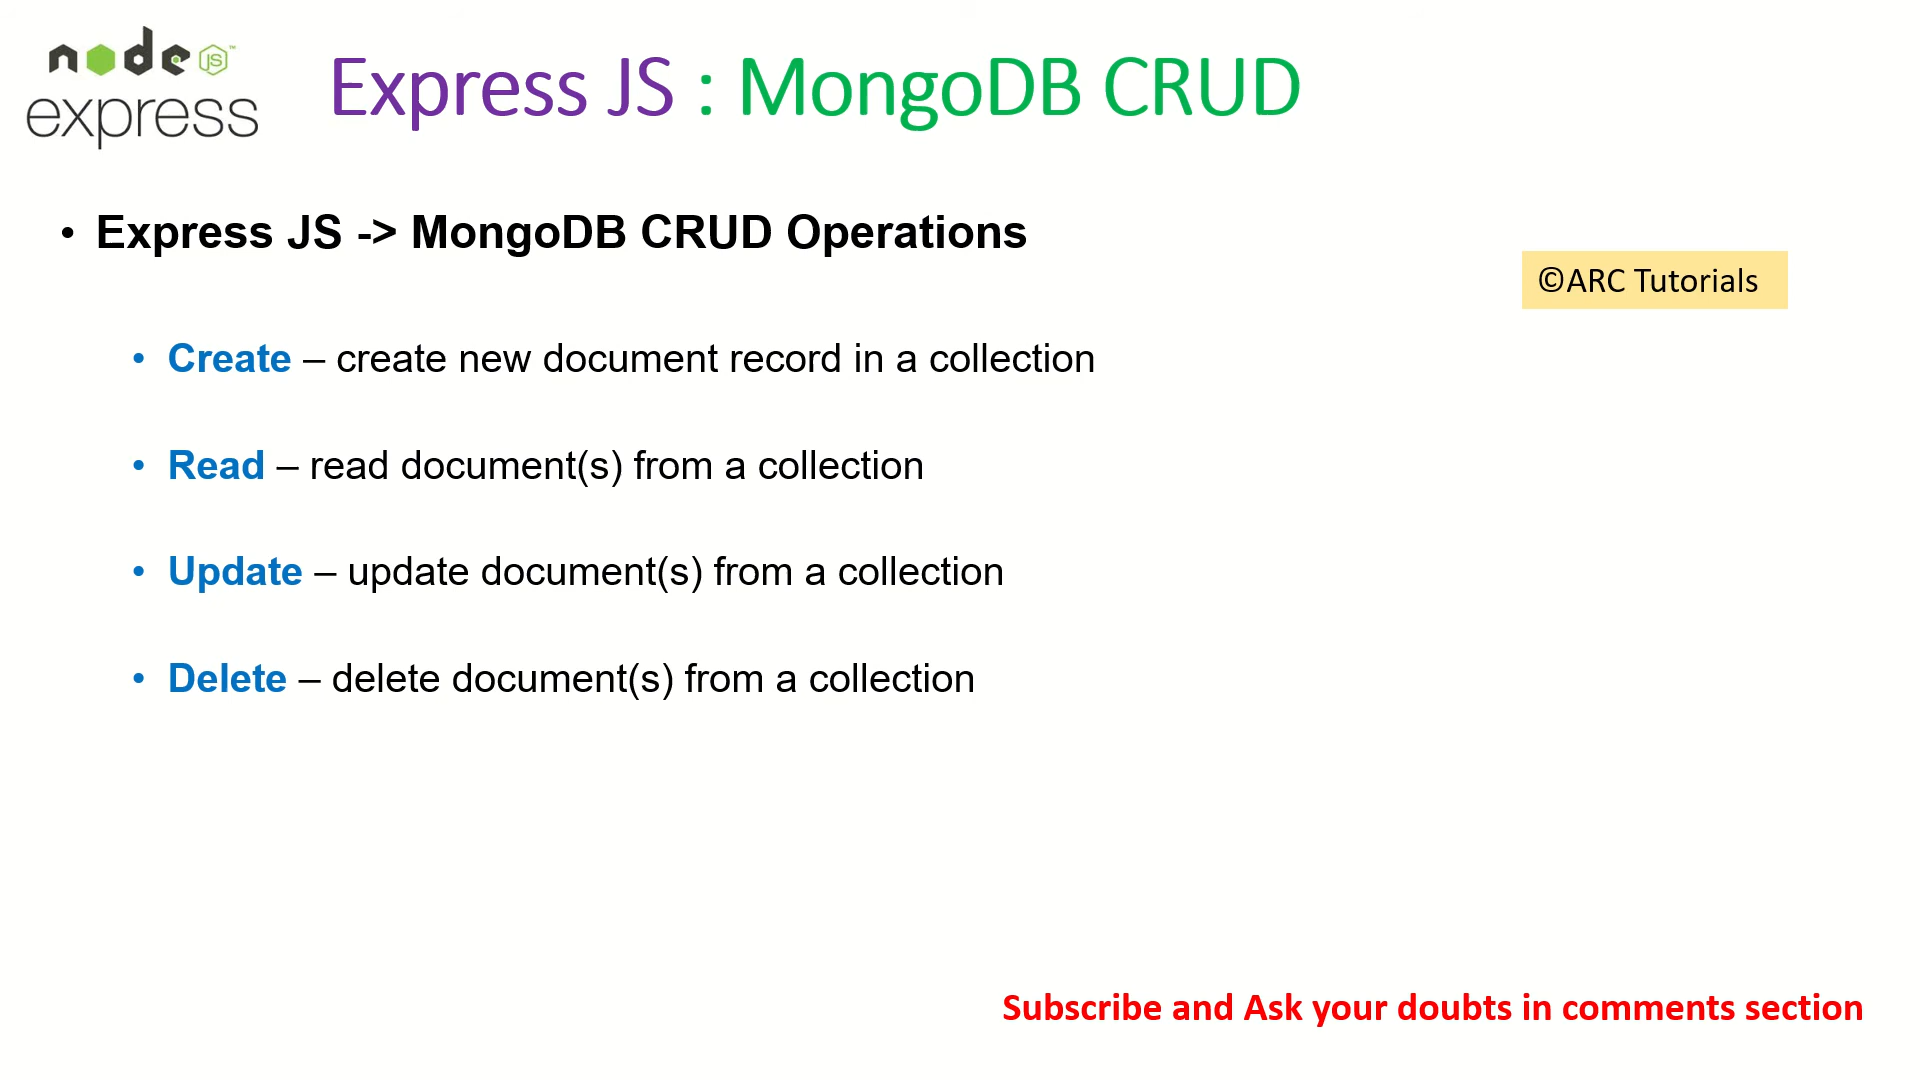 node JS™
express
Express JS : MongoDB CRUD
• Express JS -> MongoDB CRUD Operations
©ARC Tutorials
• Create – create new document record in a collection
• Read – read document(s) from a collection
• Update – update document(s) from a collection
• Delete – delete document(s) from a collection
Subscribe and Ask your doubts in comments section